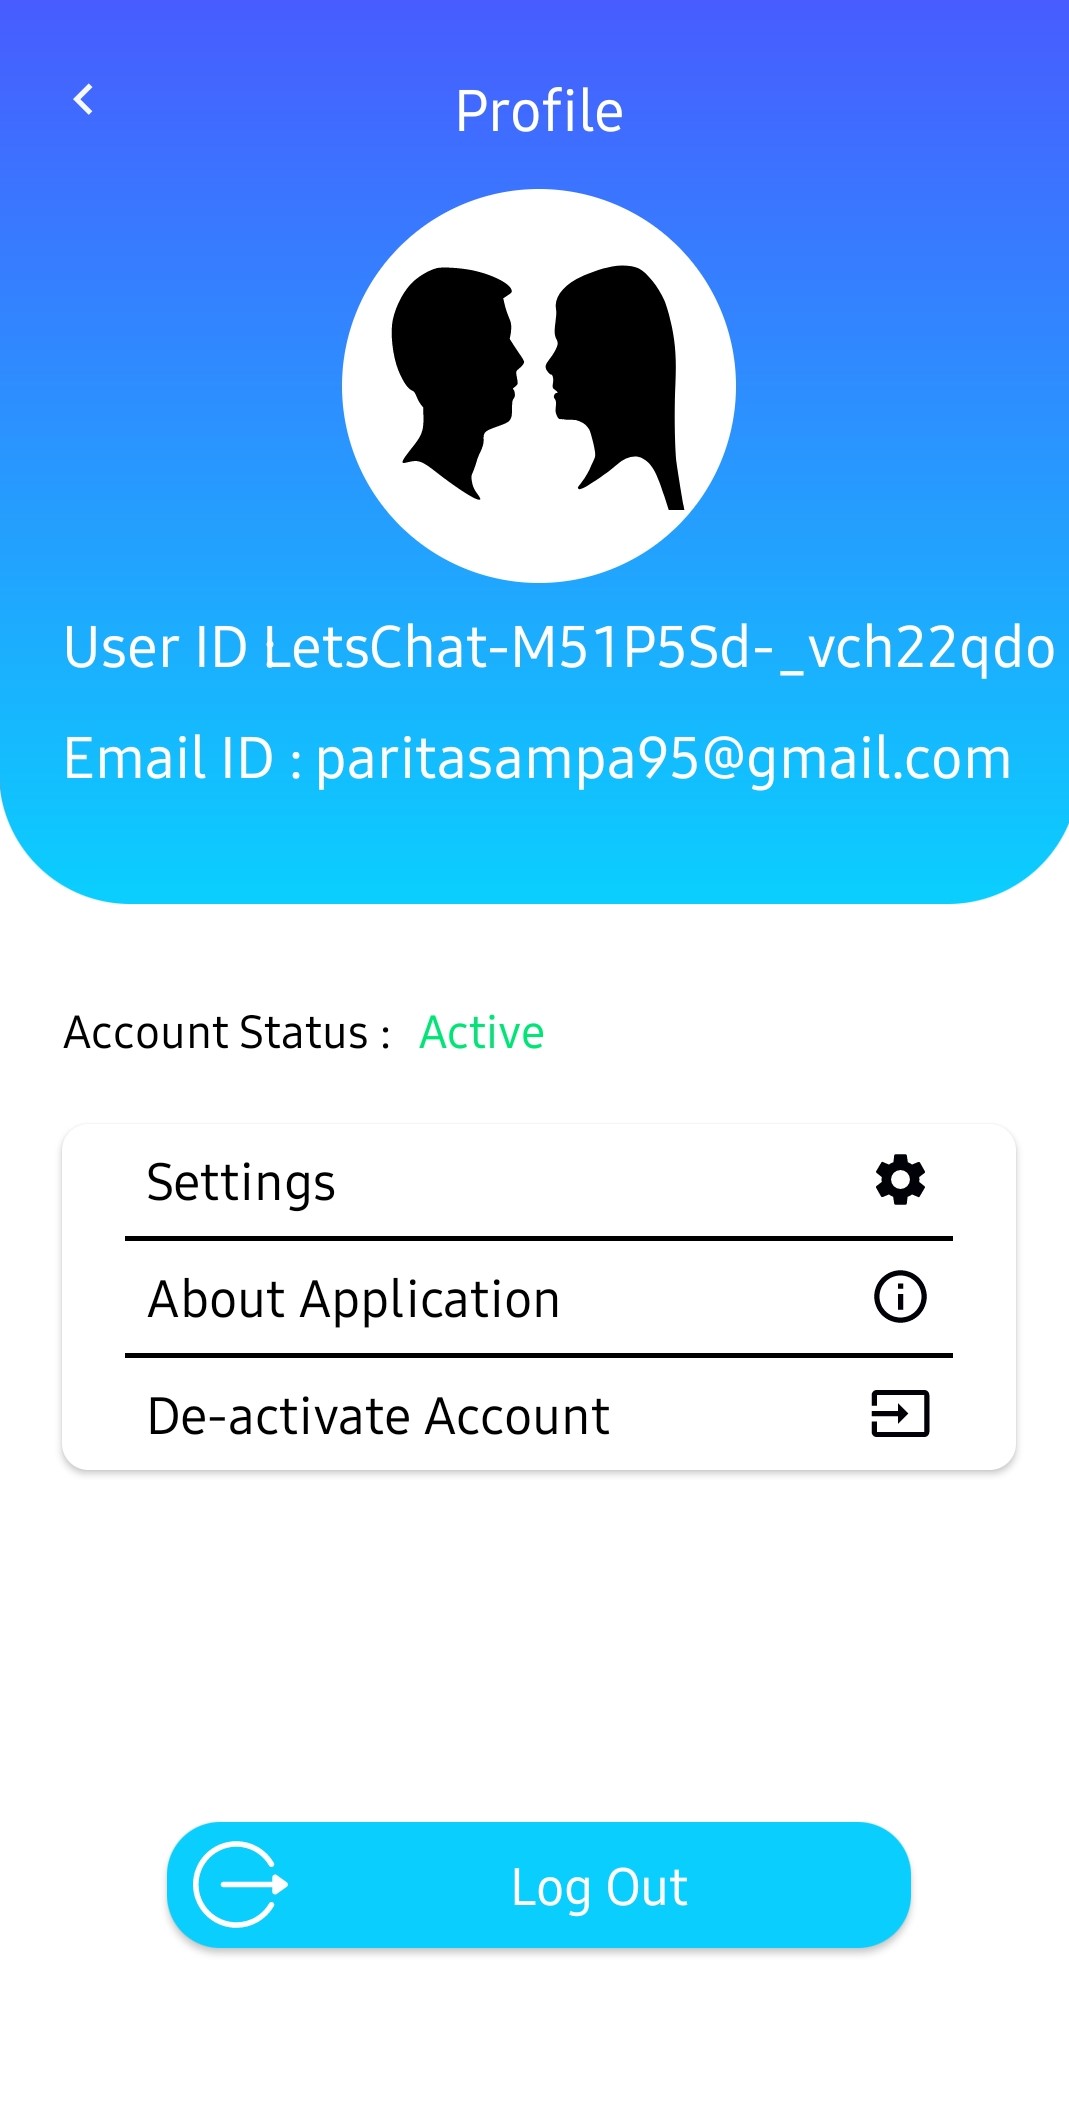 Profile
User ID LetsChat-M51P5Sd-_vch22qdo
Email ID : paritasampa95@gmail.com
Account Status : Active
Settings
About Application
De-activate Account
Log Out